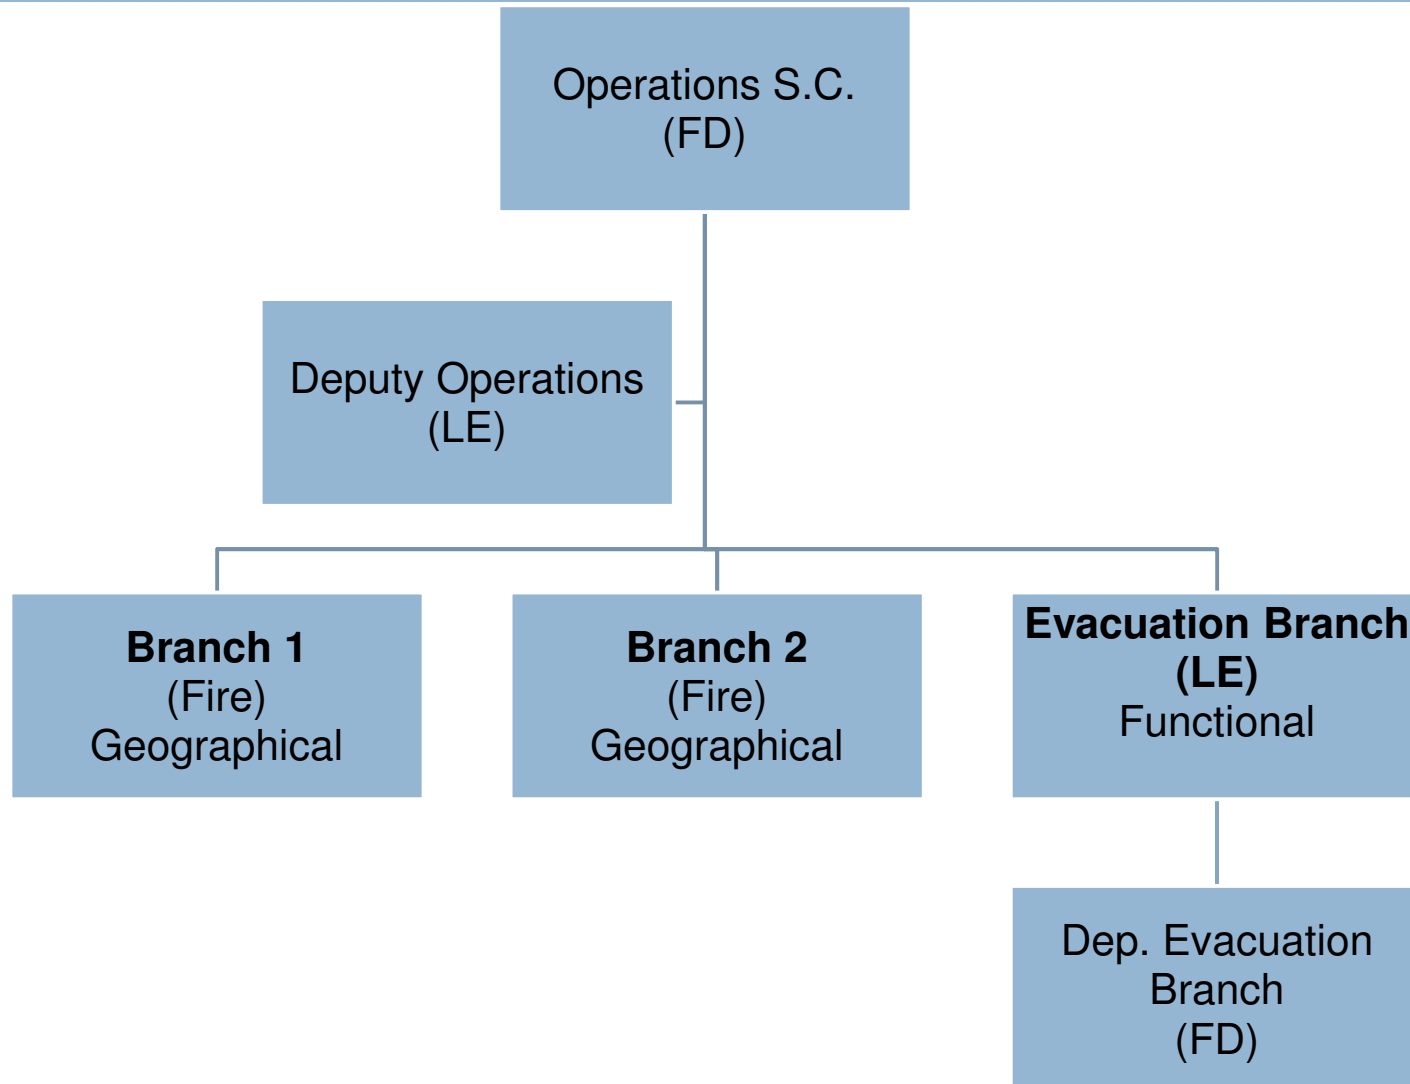 Operations S.C.
(FD)
Deputy Operations
(LE)
Branch 1
(Fire)
Geographical
Branch 2
(Fire)
Geographical
Evacuation Branch
(LE)
Functional
Dep. Evacuation
Branch
(FD)